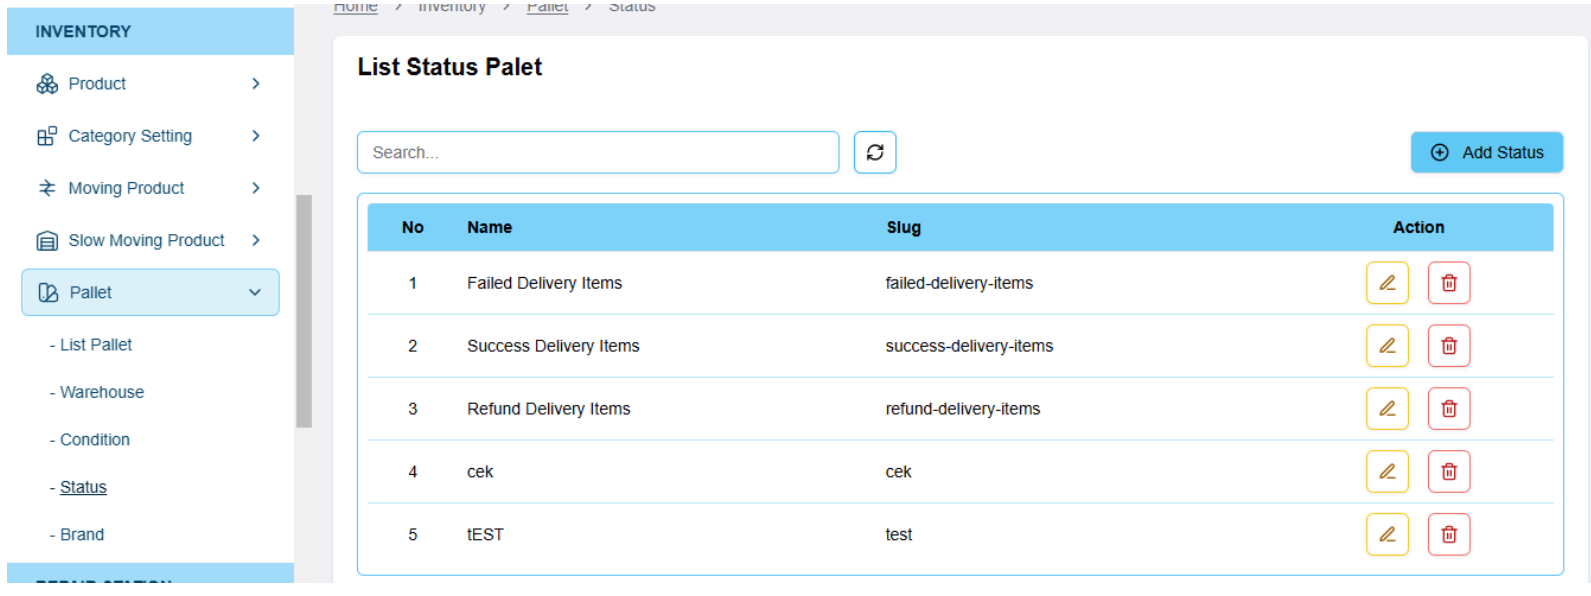 Home > Inventory > Pallet > Status
INVENTORY
Product
Category Setting
Moving Product
Slow Moving Product
Pallet
- List Pallet
- Warehouse
- Condition
- Status
- Brand
REPAIR STATION
List Status Palet
Search...
Add Status
No Name Slug Action
1 Failed Delivery Items failed-delivery-items
2 Success Delivery Items success-delivery-items
3 Refund Delivery Items refund-delivery-items
4 cek cek
5 tEST test